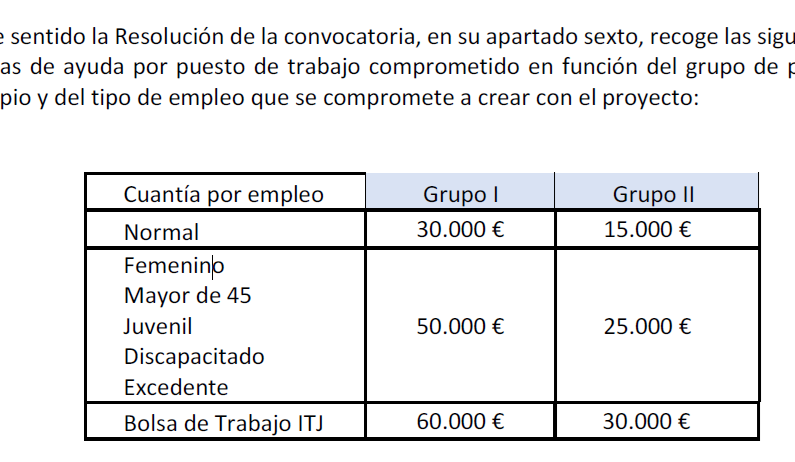 e sentido la Resolución de la convocatoria, en su apartado sexto, recoge las sigu
as de ayuda por puesto de trabajo comprometido en función del grupo de p
pio y del tipo de empleo que se compromete a crear con el proyecto:
Cuantía por empleo Grupo I Grupo II
Normal 30.000 € 15.000 €
Femenino
Mayor de 45
Juvenil 50.000 € 25.000 €
Discapacitado
Excedente
Bolsa de Trabajo ITJ 60.000 € 30.000 €